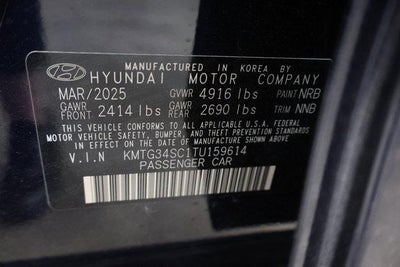 MANUFACTURED IN KOREA BY
HYUNDAI MOTOR COMPANY
MAR/2025 GVWR 4916 lbs PAINT NRB
GAWR FRONT 2414 lbs GAWR REAR 2690 lbs TRIM NNB
THIS VEHICLE CONFORMS TO ALL APPLICABLE U.S. FEDERAL
MOTOR VEHICLE SAFETY, BUMPER, AND THEFT PREVENTION STANDARDS
IN EFFECT ON THE DATE OF MANUFACTURE SHOWN ABOVE.
V.I.N KMTG34SC1TU159614
PASSENGER CAR